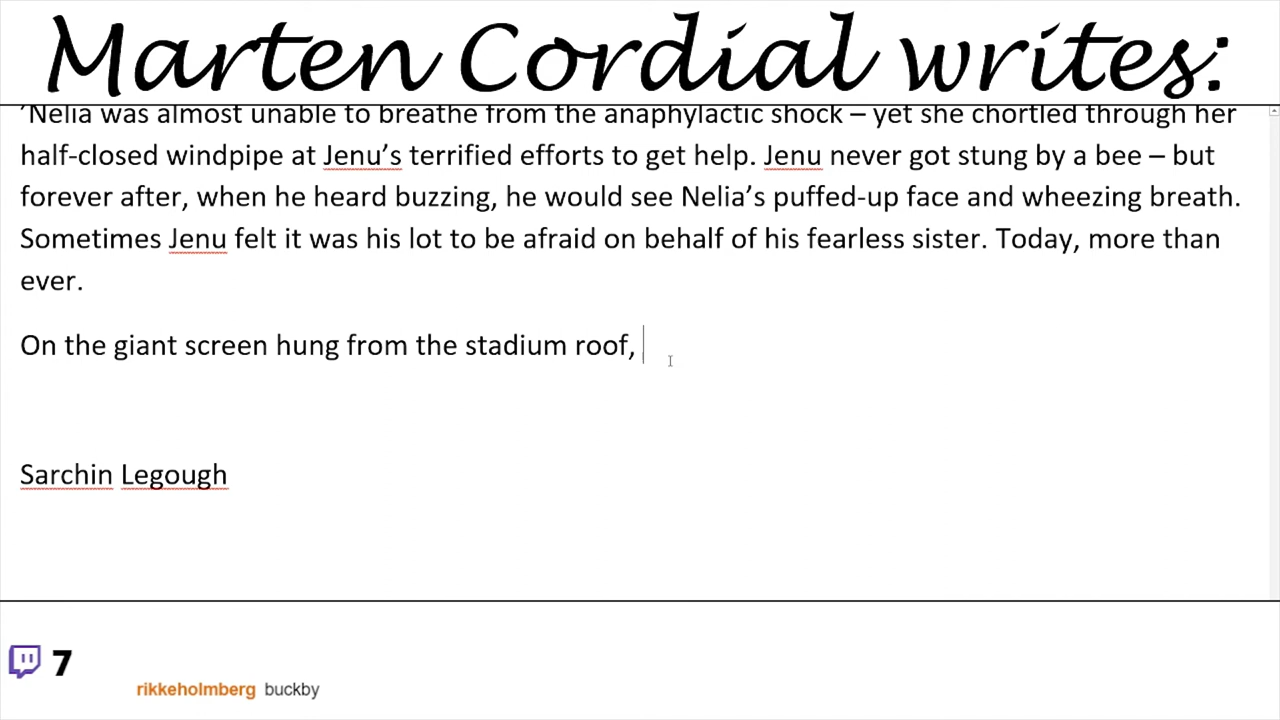 Marten Cordial writes:
'Nelia was almost unable to breathe from the anaphylactic shock – yet she chortled through her
half-closed windpipe at Jenu’s terrified efforts to get help. Jenu never got stung by a bee – but
forever after, when he heard buzzing, he would see Nelia’s puffed-up face and wheezing breath.
Sometimes Jenu felt it was his lot to be afraid on behalf of his fearless sister. Today, more than
ever.
On the giant screen hung from the stadium roof,
Sarchin Legough
7
rikkeholmberg buckby